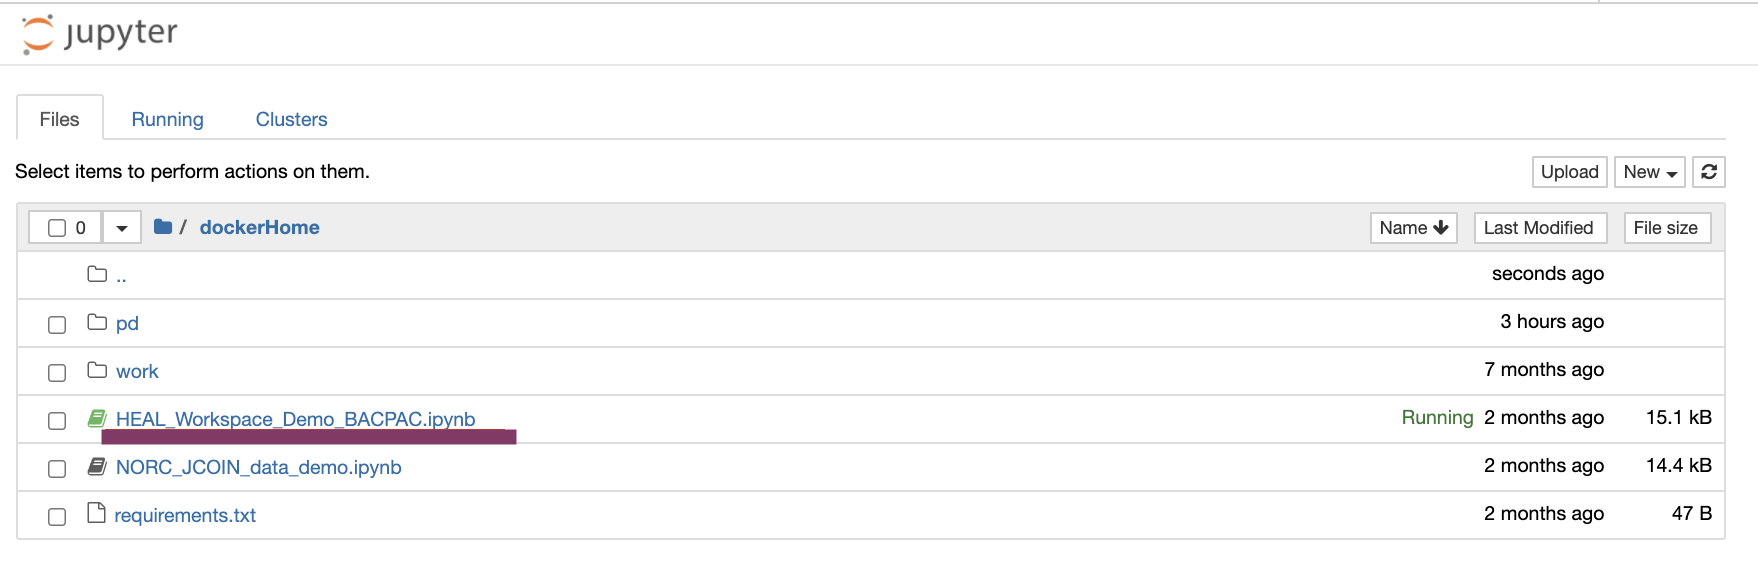 jupyter
Files Running Clusters
Select items to perform actions on them. Upload New
0 / dockerHome Name Last Modified File size
.. seconds ago
pd 3 hours ago
work 7 months ago
HEAL_Workspace_Demo_BACPAC.ipynb Running 2 months ago 15.1 kB
NORC_JCOIN_data_demo.ipynb 2 months ago 14.4 kB
requirements.txt 2 months ago 47 B